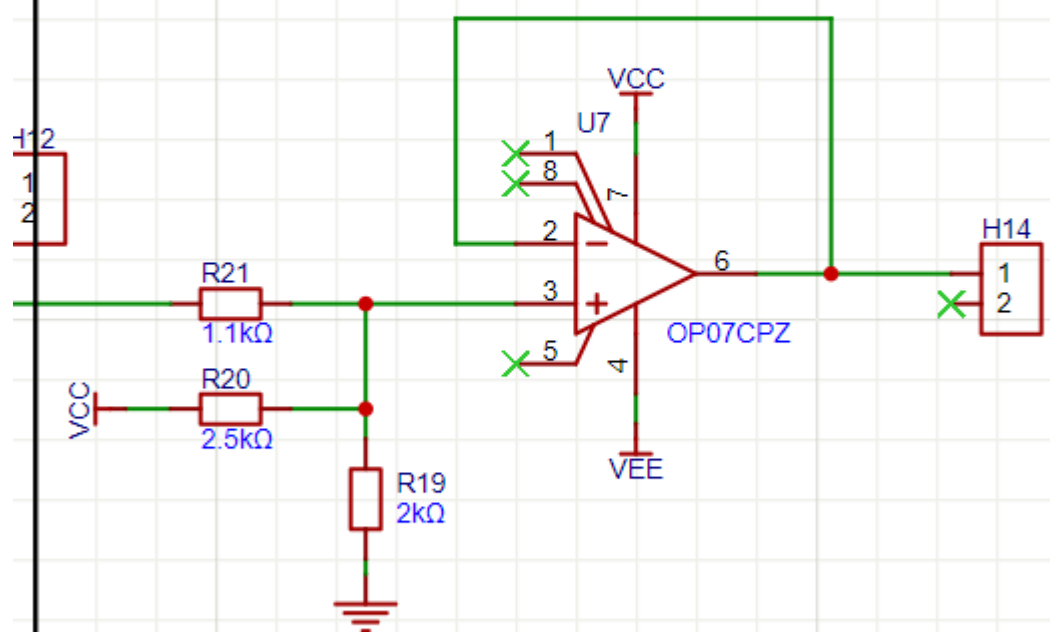 VCC
U7
H12
1
8
7
1
2
2
H14
6
1
R21
3
2
1.1kΩ
OP07CPZ
5
4
R20
VCC
2.5kΩ
VEE
R19
2kΩ